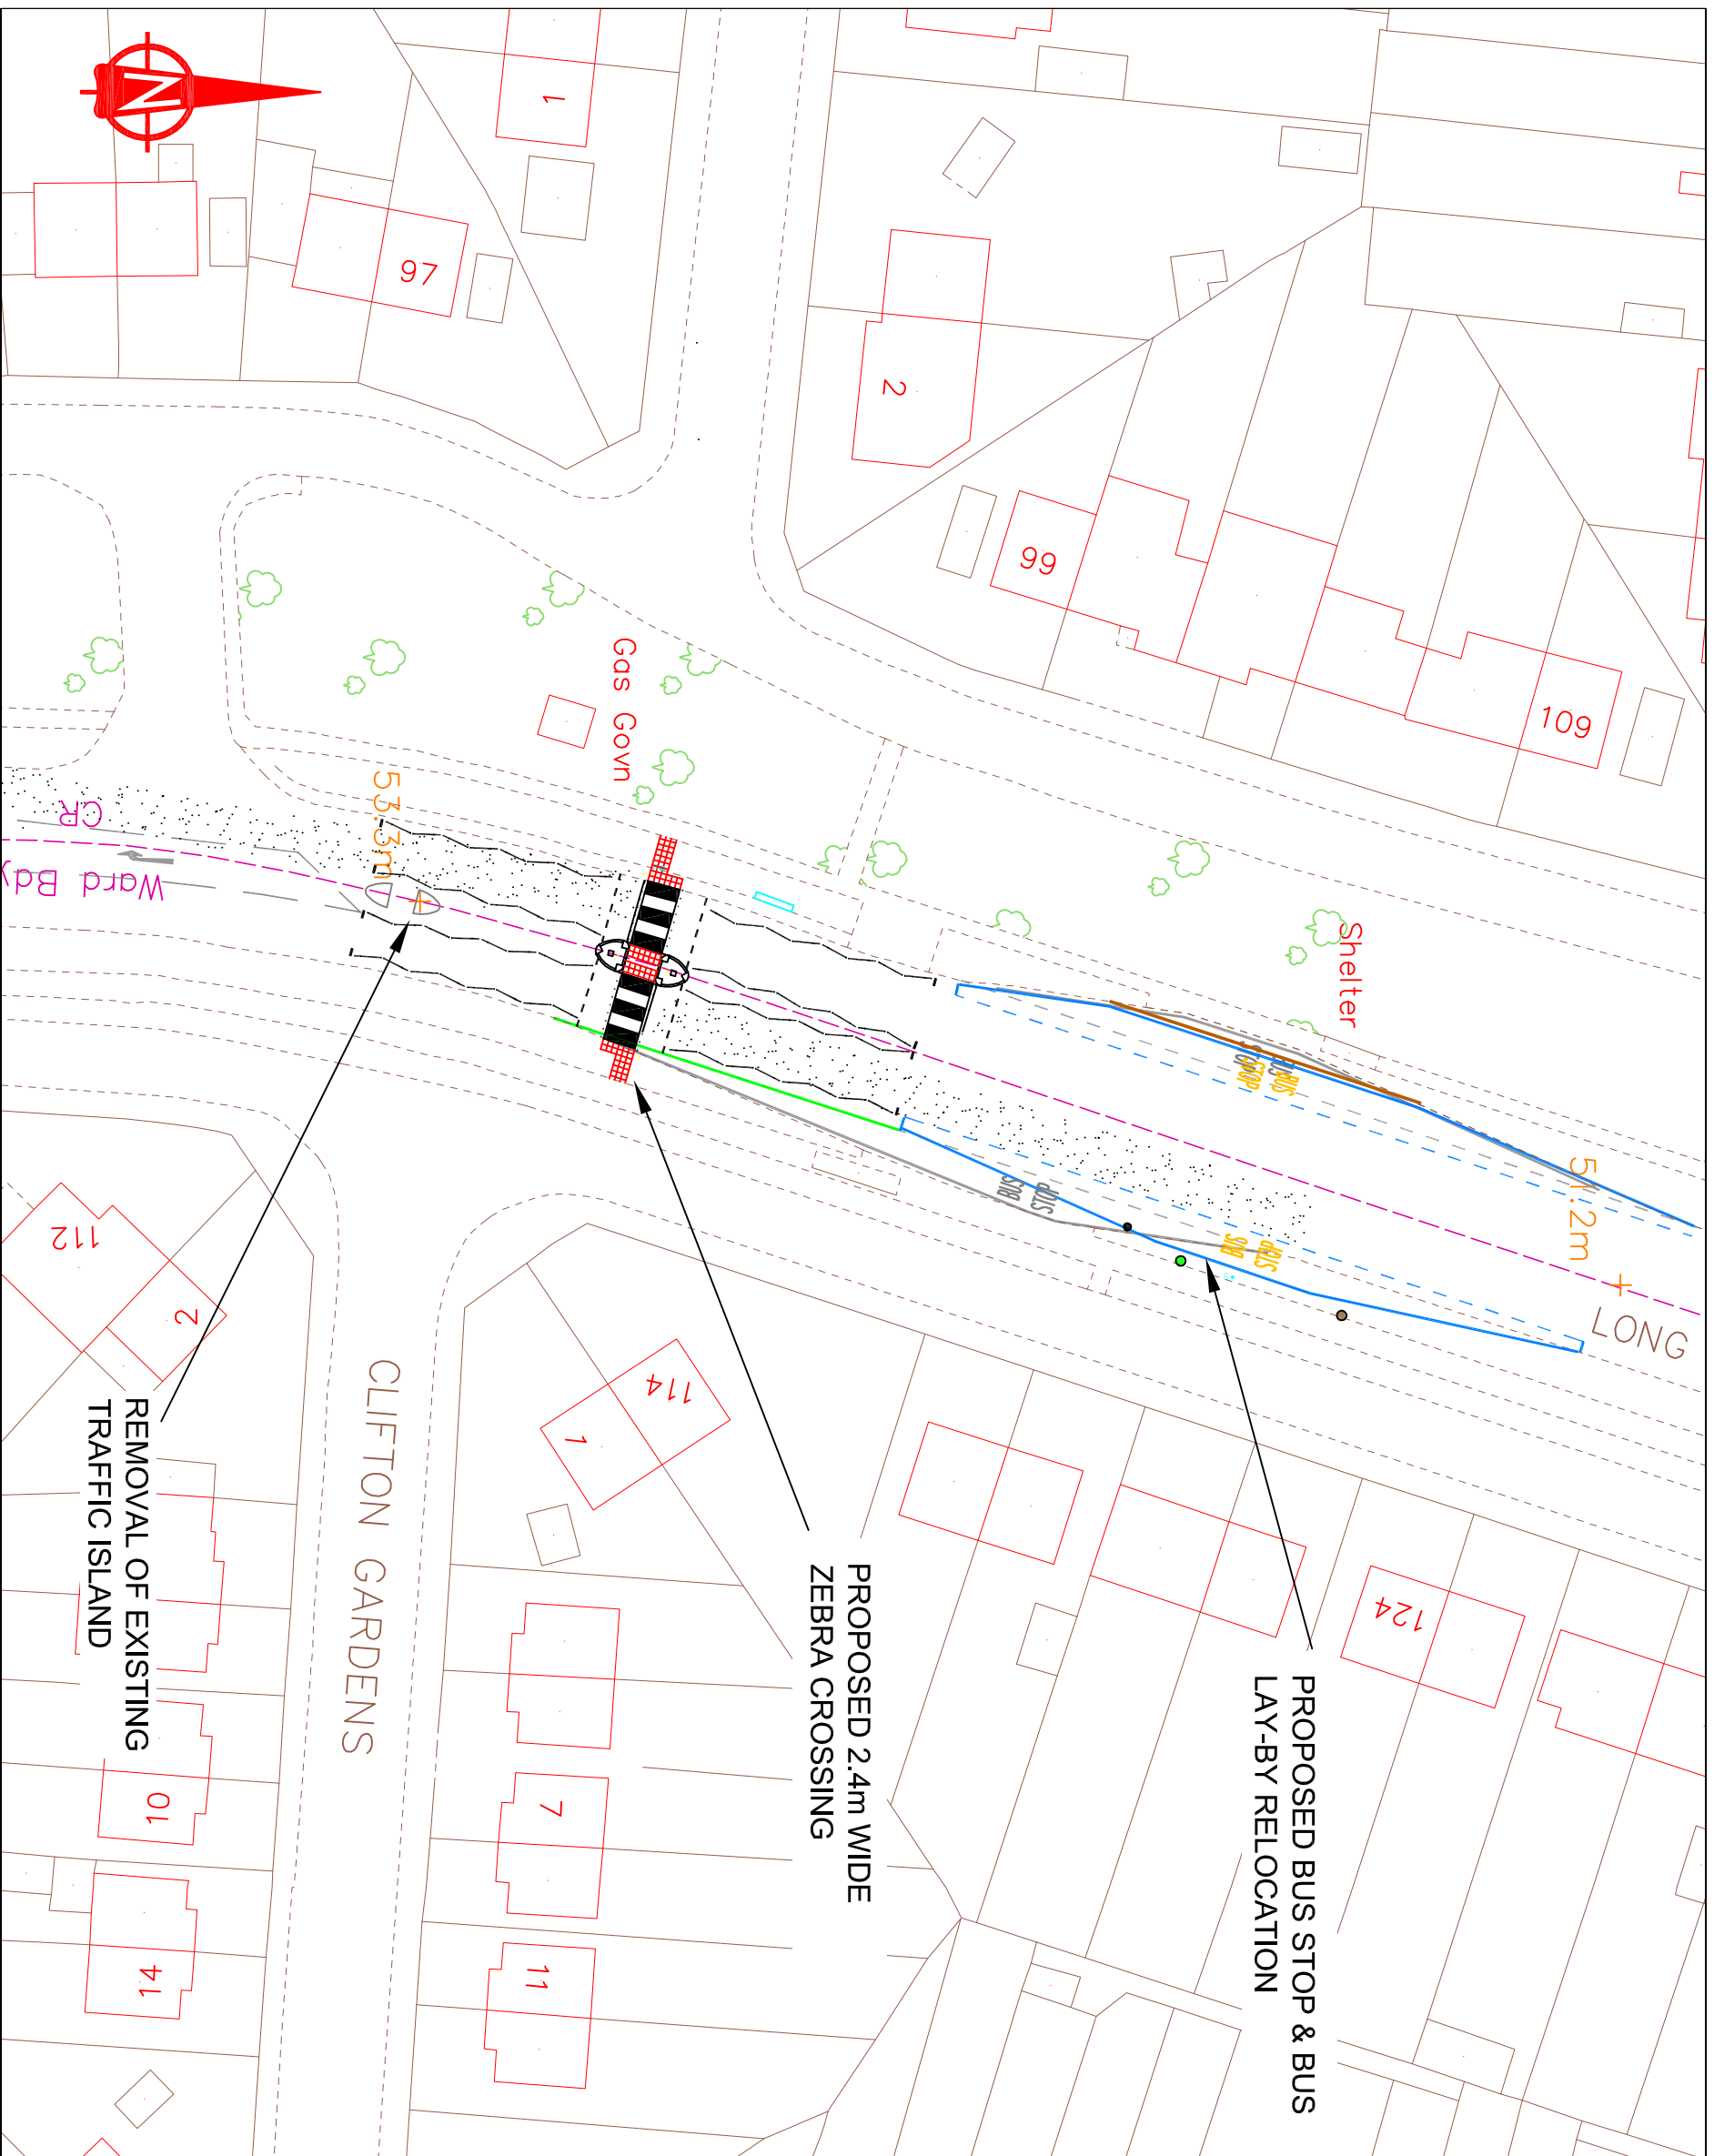 N
1
97
2
99
109
Gas Govn
Shelter
53.3m
CR
Ward Bdy
BUS
STOP
BUS
STOP
51.2m
BUS
STOP
BUS
STOP
LONG
112
2
CLIFTON GARDENS
114
1
124
7
10
11
14
REMOVAL OF EXISTING
TRAFFIC ISLAND
PROPOSED 2.4m WIDE
ZEBRA CROSSING
PROPOSED BUS STOP & BUS
LAY-BY RELOCATION